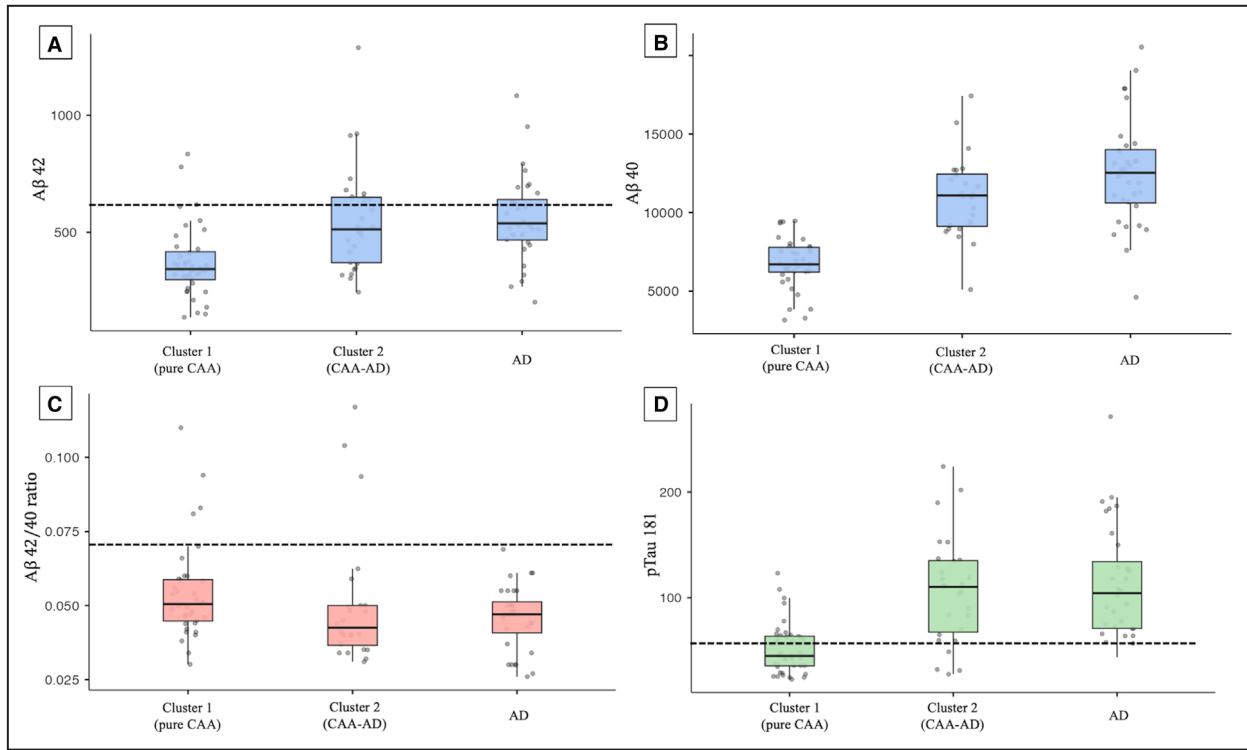 A
Aβ 42
1000
500
Cluster 1
(pure CAA)
Cluster 2
(CAA-AD)
AD
B
Aβ 40
15000
10000
5000
Cluster 1
(pure CAA)
Cluster 2
(CAA-AD)
AD
C
Aβ 42/40 ratio
0.100
0.075
0.050
0.025
Cluster 1
(pure CAA)
Cluster 2
(CAA-AD)
AD
D
pTau 181
200
100
Cluster 1
(pure CAA)
Cluster 2
(CAA-AD)
AD